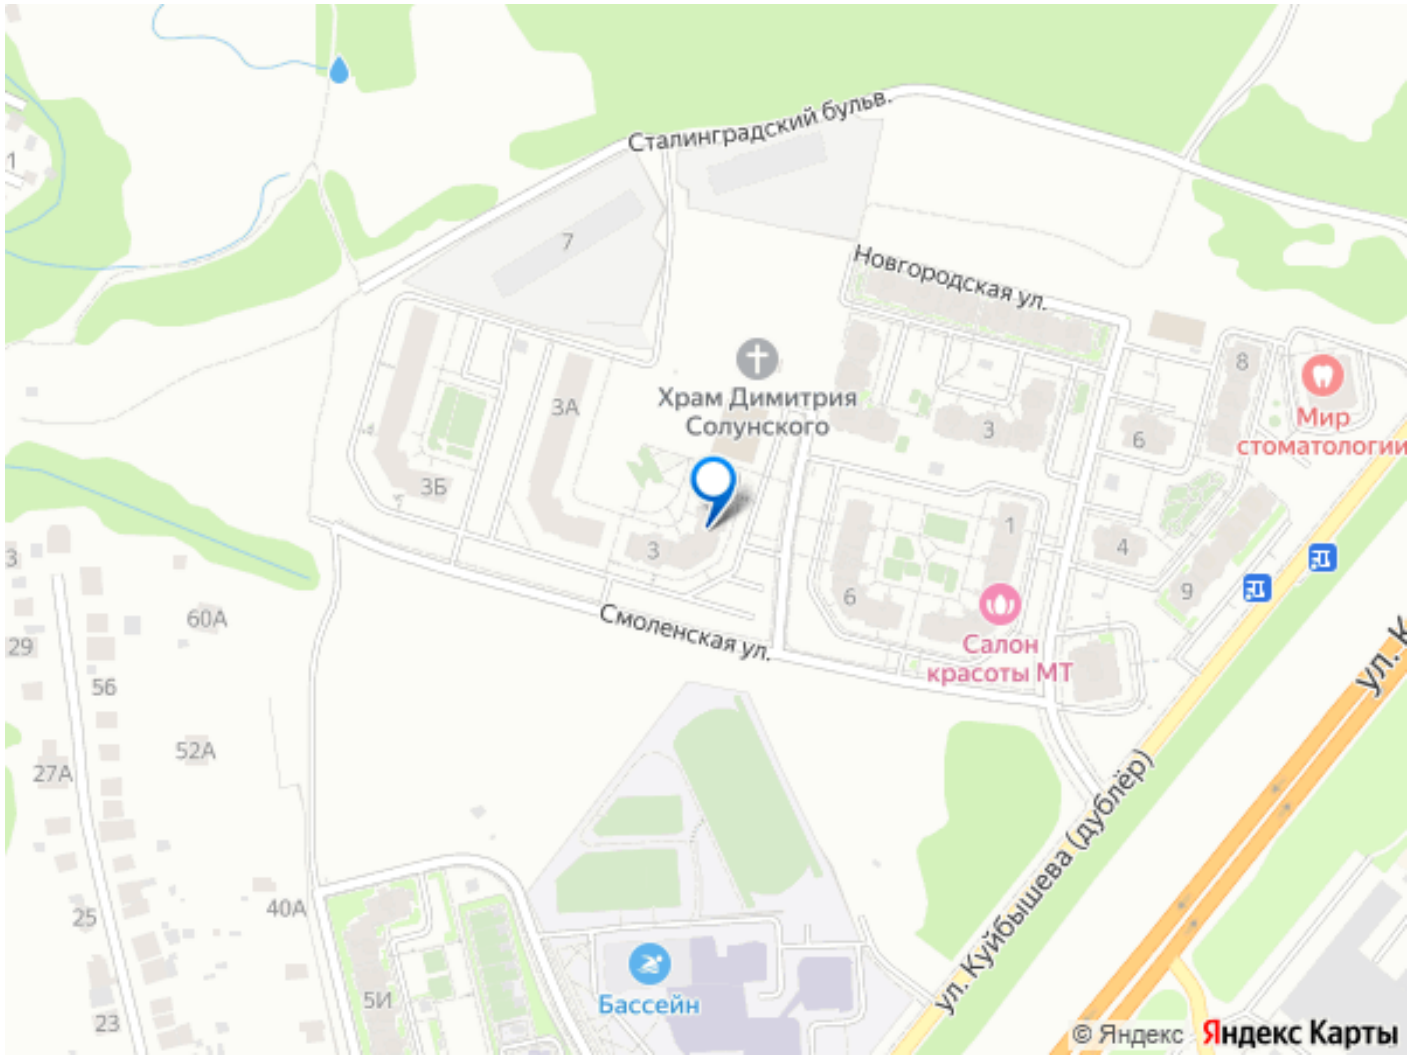 Сталинградский бульв.
1
7
Новгородская ул.
Храм Димитрия
Солунского
8
Мир
стоматологии
3А
3
6
3Б
1
3
4
6
9
3
60А
29
Смоленская ул.
Салон
красоты МТ
ул. К
56
52А
27А
ул. Куйбышева (дублёр)
40А
25
5И
Бассейн
23
© Яндекс Яндекс Карты